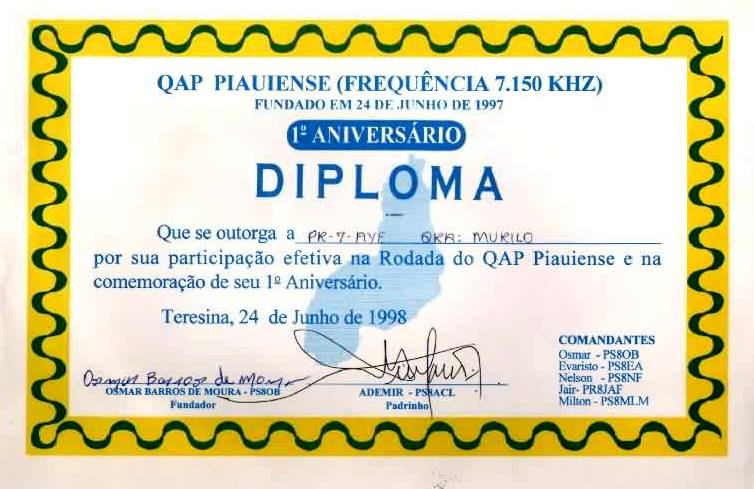 QAP PIAUIENSE (FREQUÊNCIA 7.150 KHZ)
FUNDADO EM 24 DE JUNHO DE 1997
1º ANIVERSÁRIO
DIPLOMA
Que se outorga a PR-7-AYE QRA: MURILO
por sua participação efetiva na Rodada do QAP Piauiense e na
comemoração de seu 1º Aniversário.
Teresina, 24 de Junho de 1998
Osmar Barros de Moura
OSMAR BARROS DE MOURA - PS8OB
Fundador
ADEMIR - PS8ACL
Padrinho
COMANDANTES
Osmar - PS8OB
Evaristo - PS8EA
Nelson - PS8NF
Jair- PR8JAF
Milton - PS8MLM